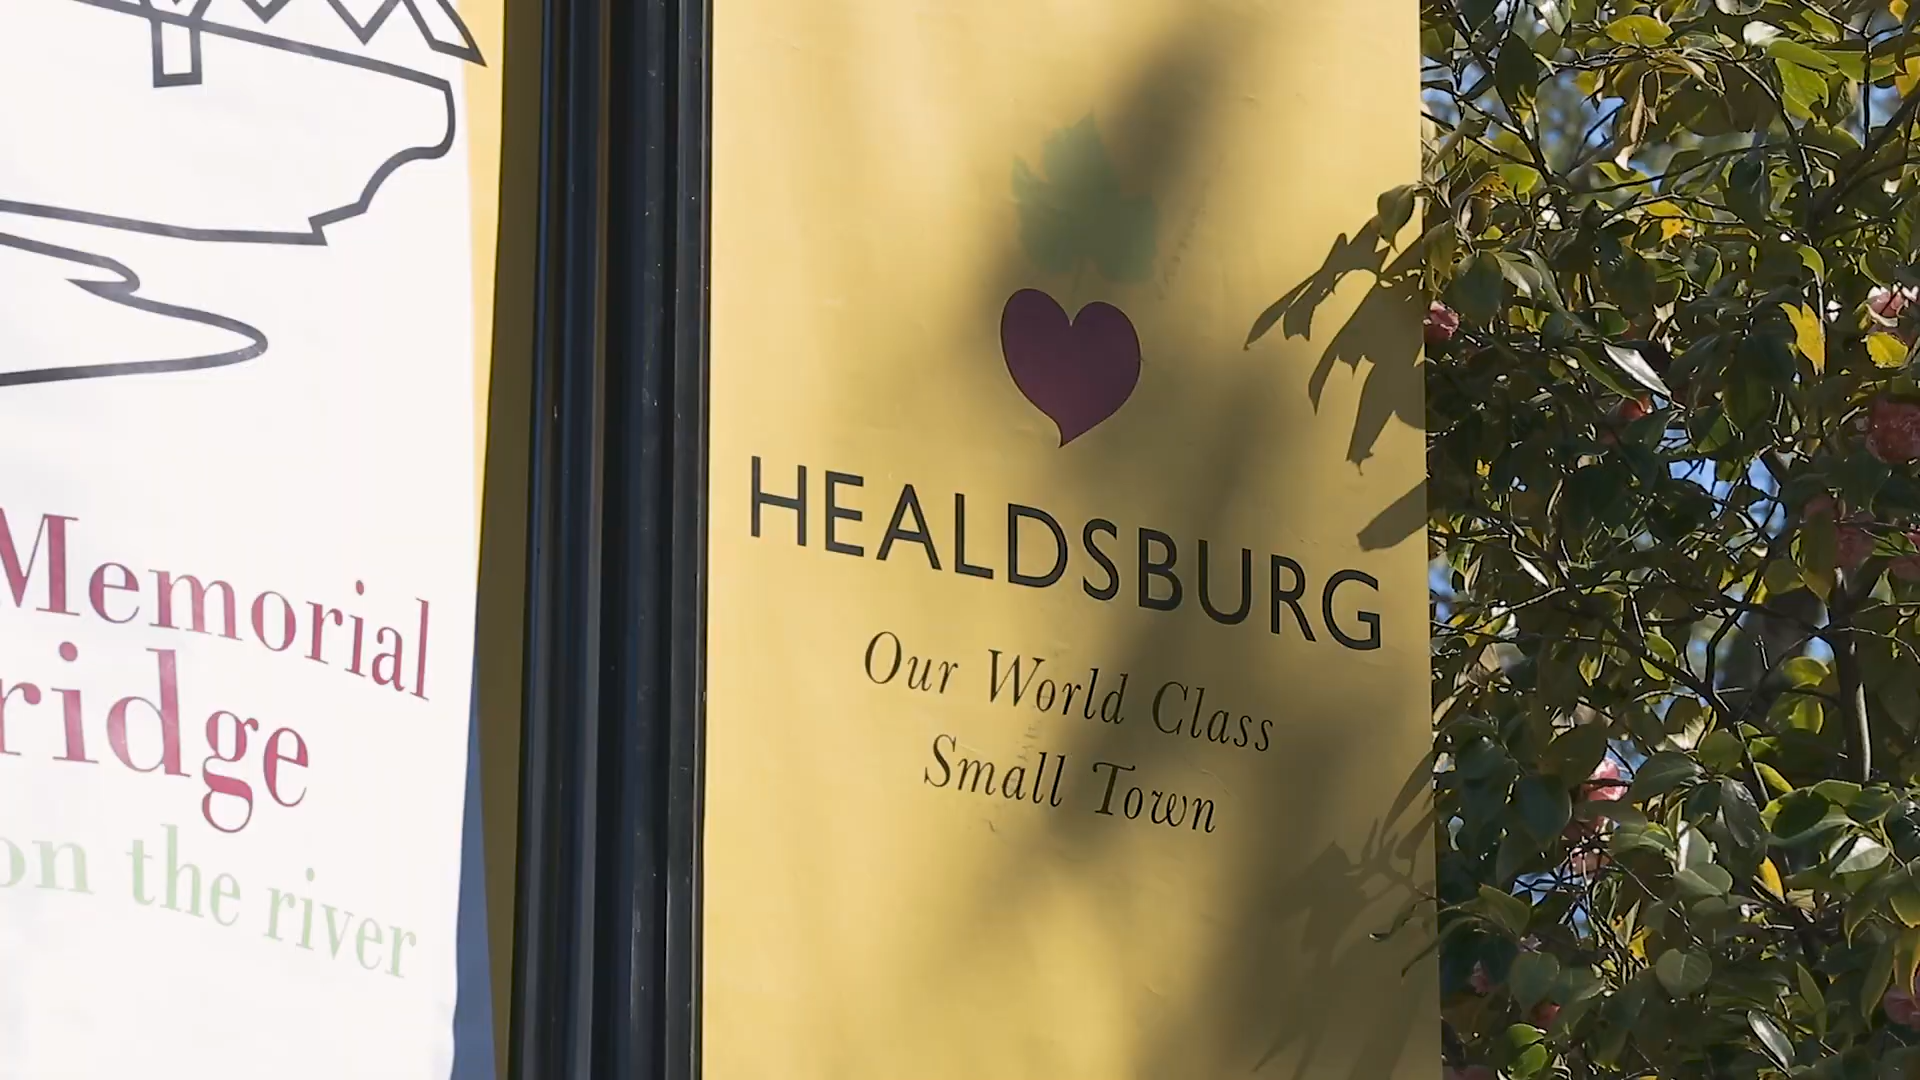 Memorial
ridge
on the river
HEALDSBURG
Our World Class
Small Town